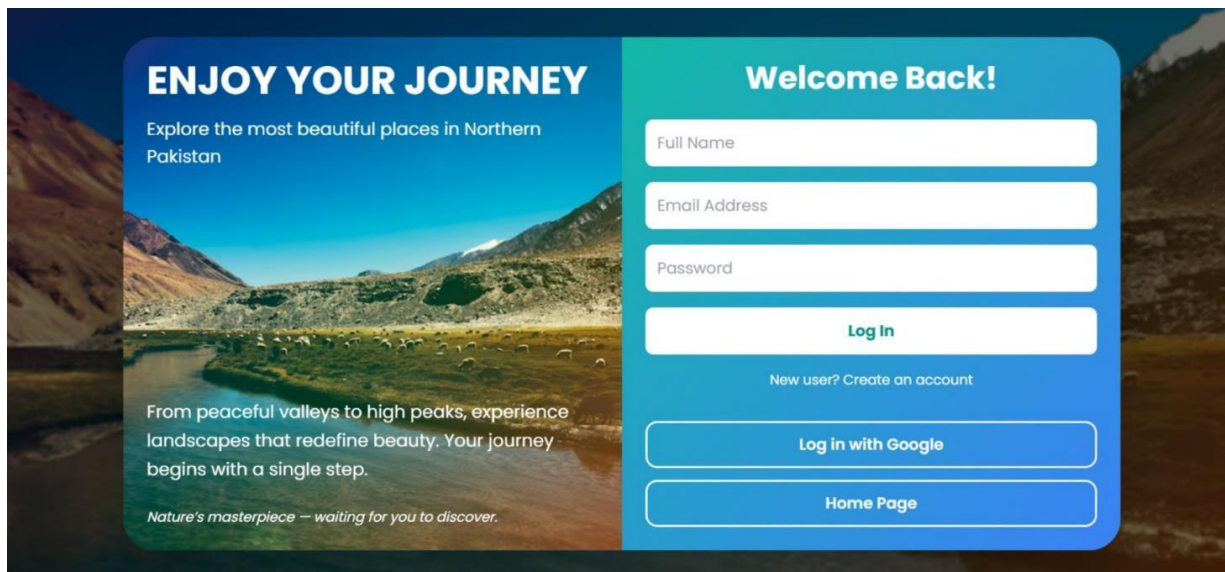 ENJOY YOUR JOURNEY
Explore the most beautiful places in Northern
Pakistan
From peaceful valleys to high peaks, experience
landscapes that redefine beauty. Your journey
begins with a single step.
Nature's masterpiece — waiting for you to discover.
Welcome Back!
Full Name
Email Address
Password
Log In
New user? Create an account
Log in with Google
Home Page